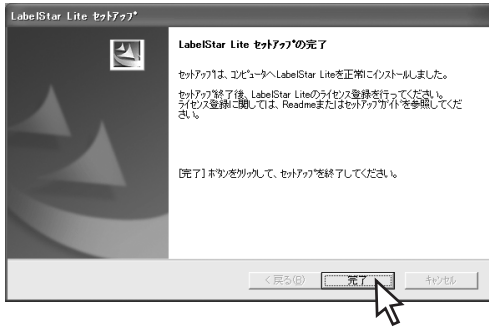 LabelStar Lite ｾｯﾄｱｯﾌﾟ
LabelStar Lite ｾｯﾄｱｯﾌﾟの完了
ｾｯﾄｱｯﾌﾟは、ｺﾝﾋﾟｭｰﾀへLabelStar Liteを正常にｲﾝｽﾄｰﾙしました。
ｾｯﾄｱｯﾌﾟ終了後、LabelStar Liteのﾗｲｾﾝｽ登録を行ってください。
ﾗｲｾﾝｽ登録に関しては、Readmeまたはｾｯﾄｱｯﾌﾟｶﾞｲﾄﾞを参照してくだ
さい。
[完了] ﾎﾞﾀﾝをｸﾘｯｸして、ｾｯﾄｱｯﾌﾟを終了してください。
< 戻る(B)
完了
ｷｬﾝｾﾙ